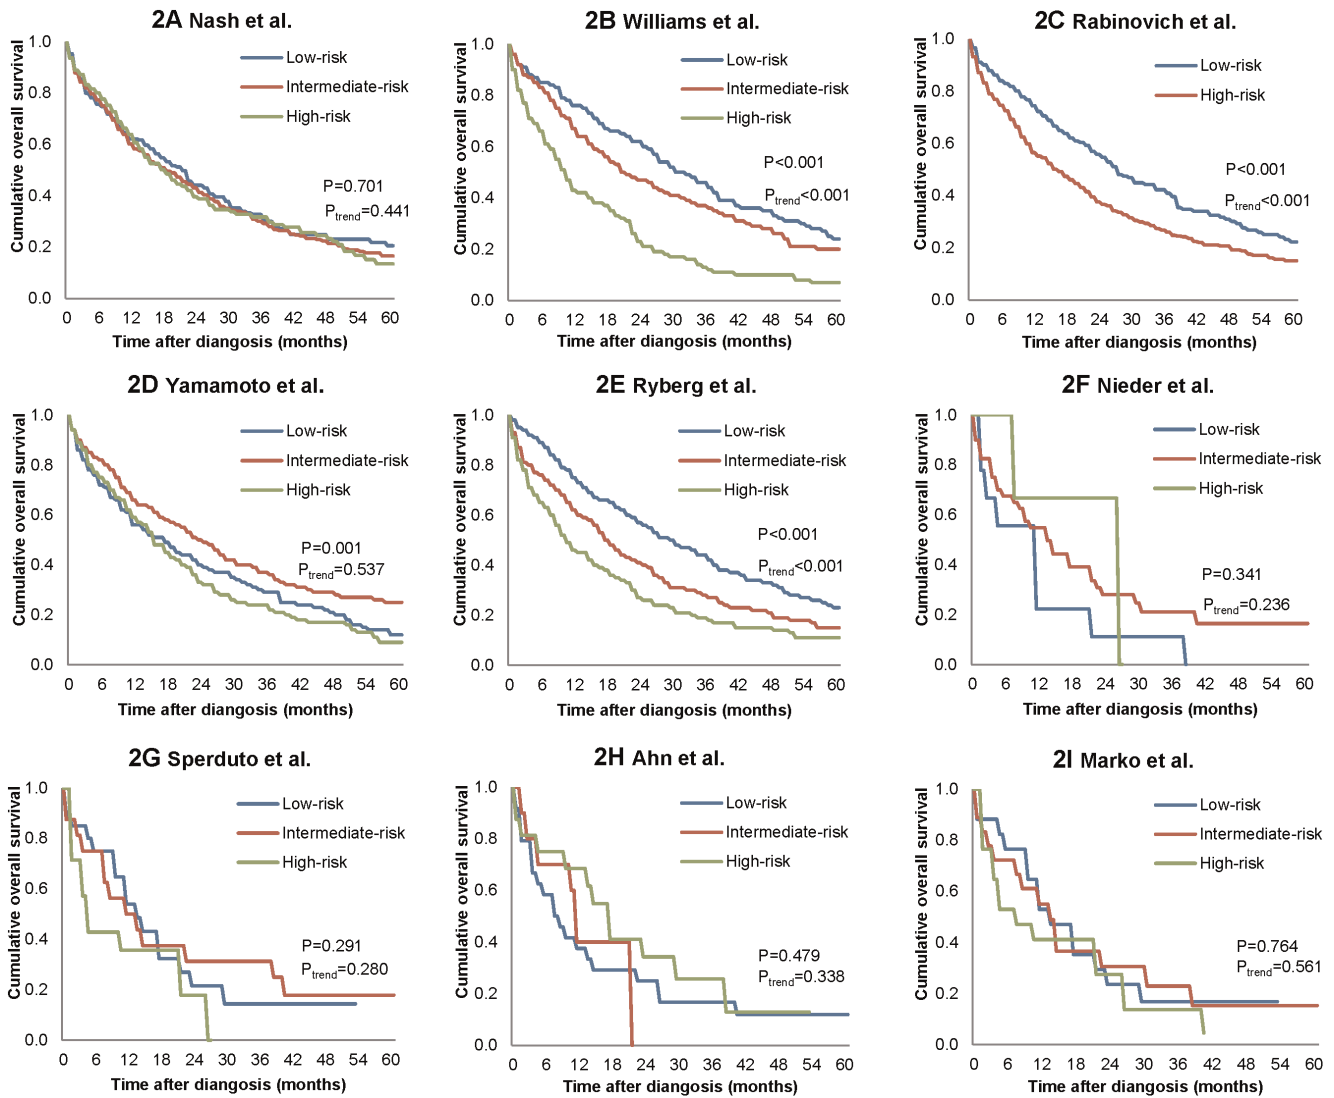 2A Nash et al.
Cumulative overall survival
1.0
0.8
0.6
0.4
0.2
0.0
Low-risk
Intermediate-risk
High-risk
P=0.701
Ptrend=0.441
0 6 12 18 24 30 36 42 48 54 60
Time after diangosis (months)
2B Williams et al.
Cumulative overall survival
1.0
0.8
0.6
0.4
0.2
0.0
Low-risk
Intermediate-risk
High-risk
P<0.001
Ptrend<0.001
0 6 12 18 24 30 36 42 48 54 60
Time after diangosis (months)
2C Rabinovich et al.
Cumulative overall survival
1.0
0.8
0.6
0.4
0.2
0.0
Low-risk
High-risk
P<0.001
Ptrend<0.001
0 6 12 18 24 30 36 42 48 54 60
Time after diangosis (months)
2D Yamamoto et al.
Cumulative overall survival
1.0
0.8
0.6
0.4
0.2
0.0
Low-risk
Intermediate-risk
High-risk
P=0.001
Ptrend=0.537
0 6 12 18 24 30 36 42 48 54 60
Time after diangosis (months)
2E Ryberg et al.
Cumulative overall survival
1.0
0.8
0.6
0.4
0.2
0.0
Low-risk
Intermediate-risk
High-risk
P<0.001
Ptrend<0.001
0 6 12 18 24 30 36 42 48 54 60
Time after diangosis (months)
2F Nieder et al.
Cumulative overall survival
1.0
0.8
0.6
0.4
0.2
0.0
Low-risk
Intermediate-risk
High-risk
P=0.341
Ptrend=0.236
0 6 12 18 24 30 36 42 48 54 60
Time after diangosis (months)
2G Sperduto et al.
Cumulative overall survival
1.0
0.8
0.6
0.4
0.2
0.0
Low-risk
Intermediate-risk
High-risk
P=0.291
Ptrend=0.280
0 6 12 18 24 30 36 42 48 54 60
Time after diangosis (months)
2H Ahn et al.
Cumulative overall survival
1.0
0.8
0.6
0.4
0.2
0.0
Low-risk
Intermediate-risk
High-risk
P=0.479
Ptrend=0.338
0 6 12 18 24 30 36 42 48 54 60
Time after diangosis (months)
2I Marko et al.
Cumulative overall survival
1.0
0.8
0.6
0.4
0.2
0.0
Low-risk
Intermediate-risk
High-risk
P=0.764
Ptrend=0.561
0 6 12 18 24 30 36 42 48 54 60
Time after diangosis (months)